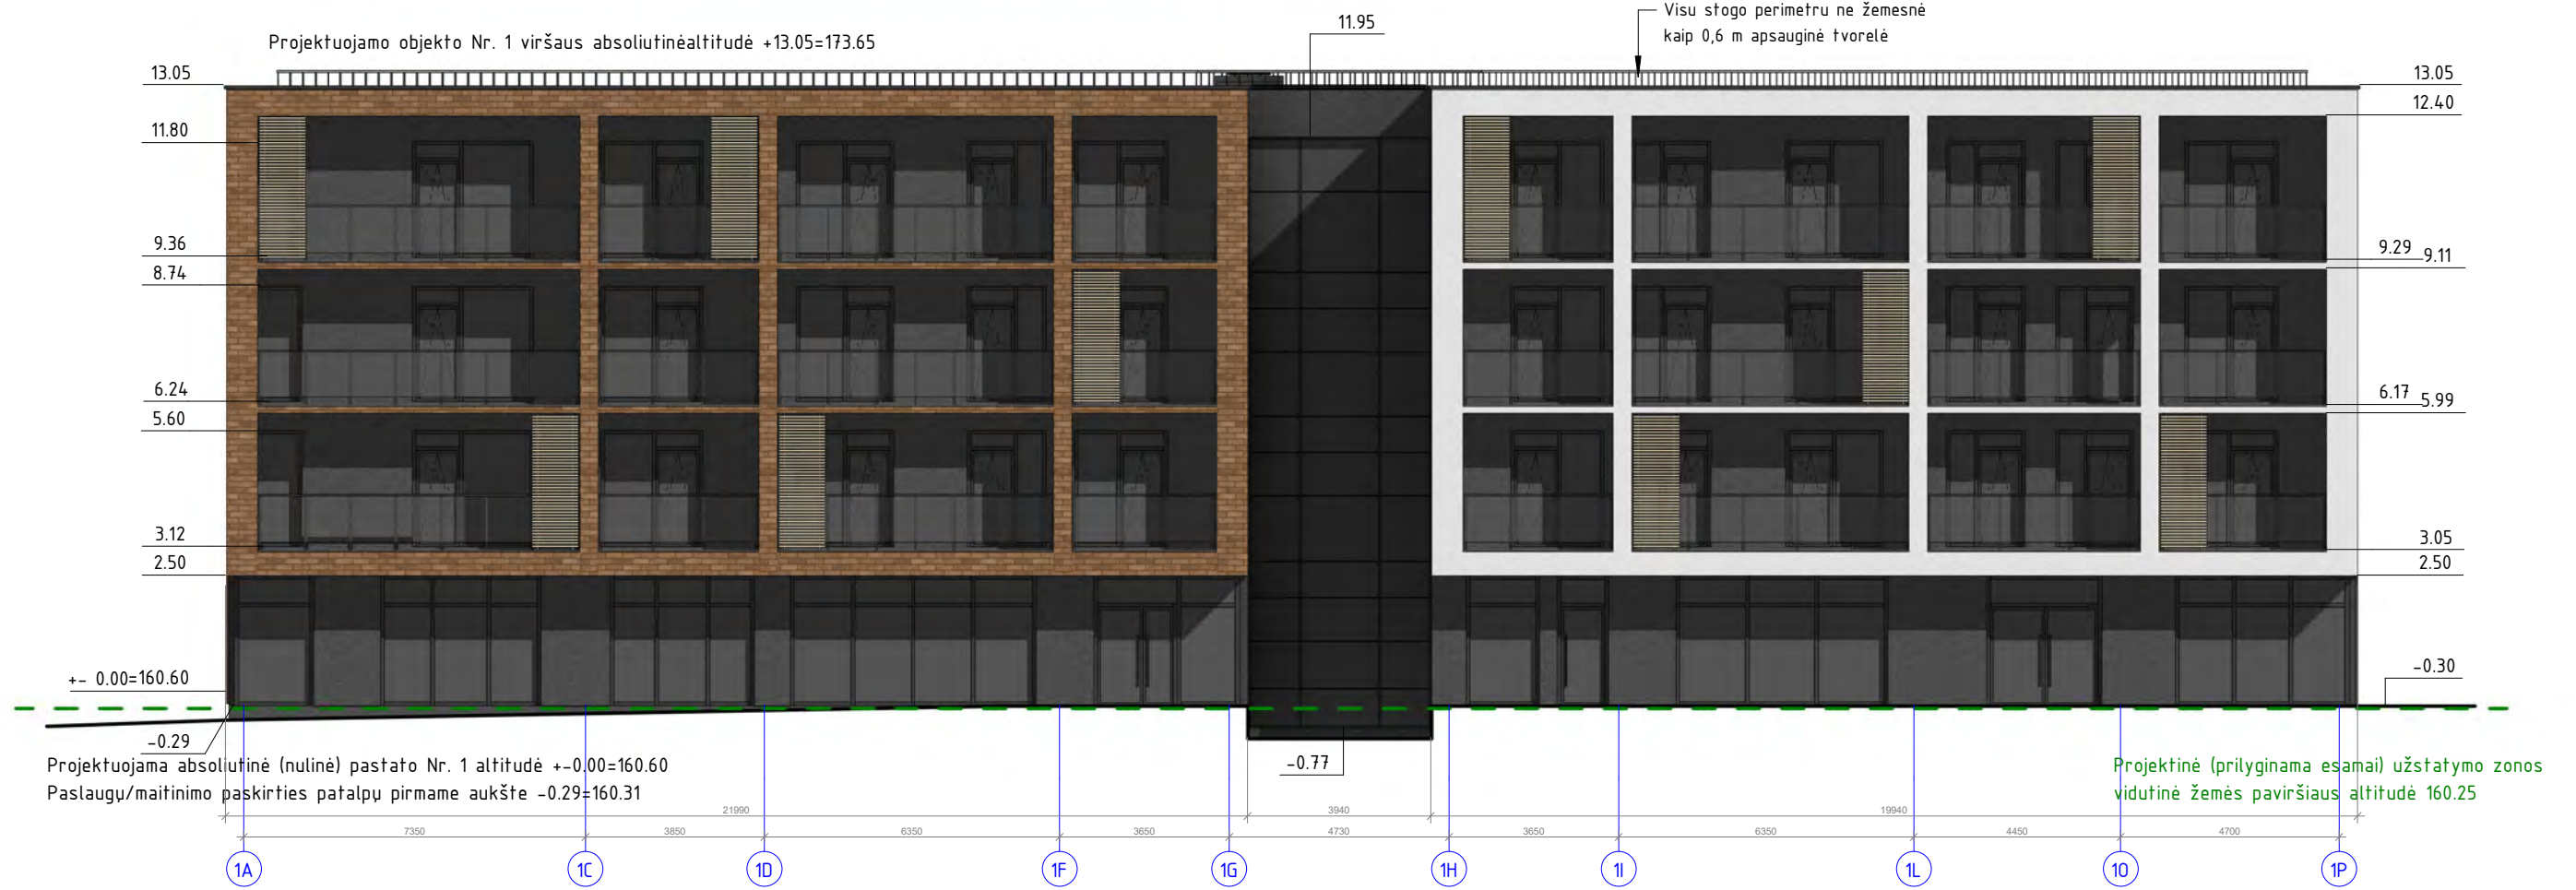 Visu stogo perimetru ne žemesnė
kaip 0,6 m apsauginė tvorelė
11.95
Projektuojamo objekto Nr. 1 viršaus absoliutinėaltitudė +13.05=173.65
13.05
13.05
12.40
11.80
9.36
9.29
9.11
8.74
6.24
6.17
5.99
5.60
3.12
3.05
2.50
2.50
+- 0.00=160.60
-0.30
-0.29
-0.77
Projektuojama absoliutinė (nulinė) pastato Nr. 1 altitudė +-0.00=160.60
Paslaugų/maitinimo paskirties patalpų pirmame aukšte -0.29=160.31
Projektinė (prilyginama esamai) užstatymo zonos
vidutinė žemės paviršiaus altitudė 160.25
21990
3940
19940
7350
3850
6350
3650
4730
3650
6350
4450
4700
1A
1C
1D
1F
1G
1H
1I
1L
1O
1P